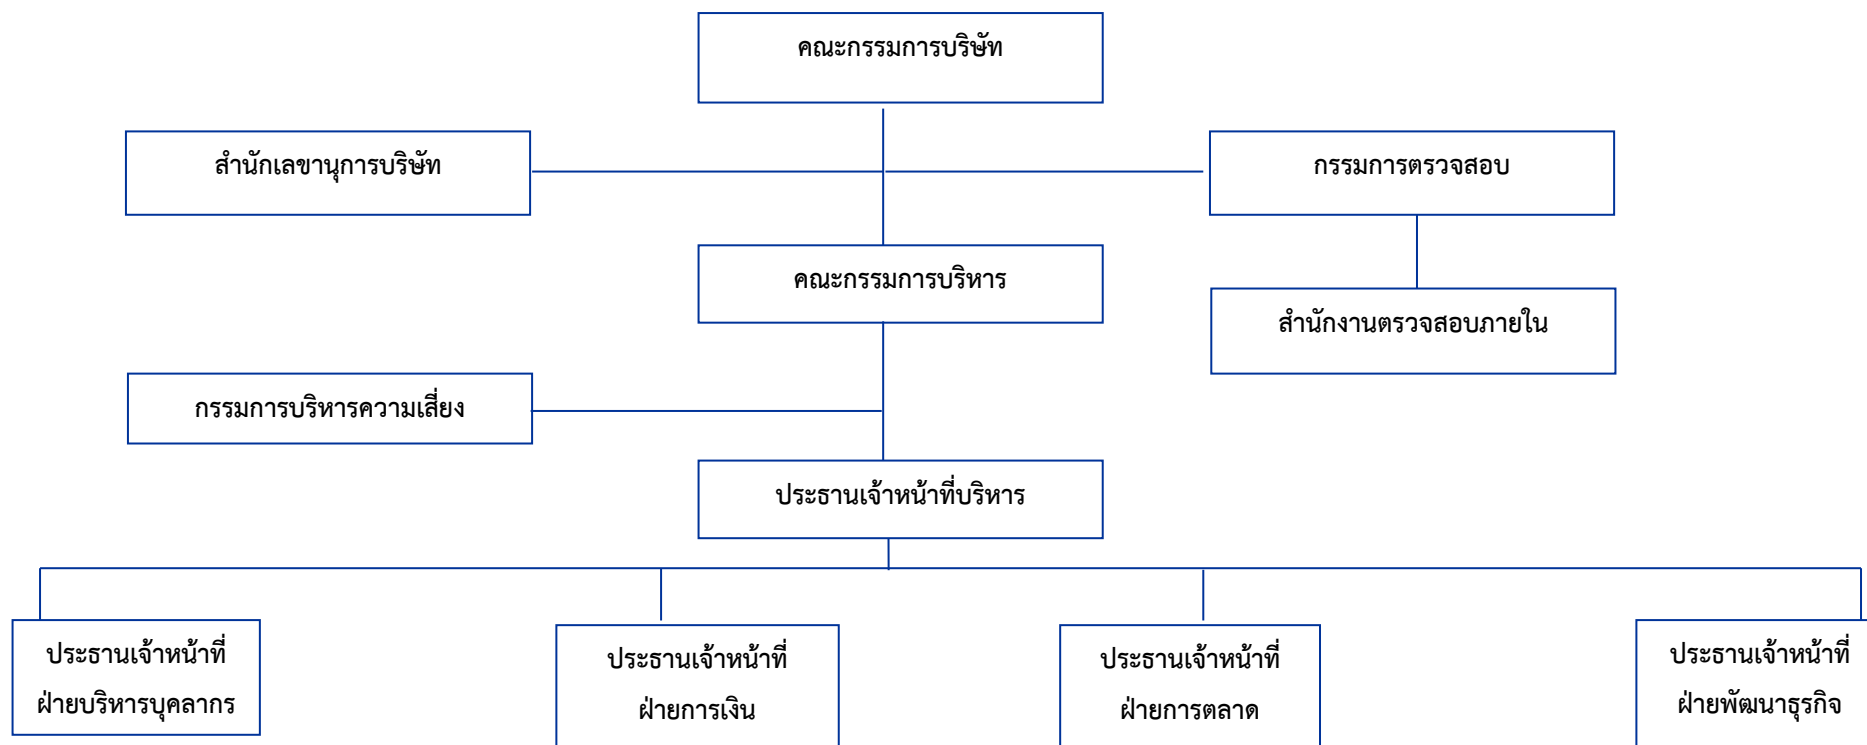 คณะกรรมการบริษัท
สำนักเลขานุการบริษัท
กรรมการตรวจสอบ
คณะกรรมการบริหาร
สำนักงานตรวจสอบภายใน
กรรมการบริหารความเสี่ยง
ประธานเจ้าหน้าที่บริหาร
ประธานเจ้าหน้าที่
ฝ่ายบริหารบุคลากร
ประธานเจ้าหน้าที่
ฝ่ายการเงิน
ประธานเจ้าหน้าที่
ฝ่ายการตลาด
ประธานเจ้าหน้าที่
ฝ่ายพัฒนาธุรกิจ